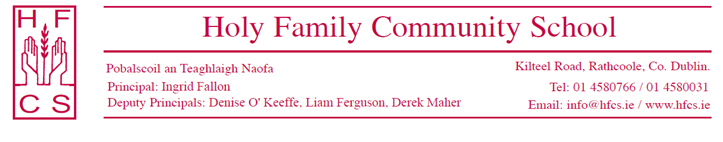 H F
C S
Holy Family Community School
Pobalscoil an Teaghlaigh Naofa
Principal: Ingrid Fallon
Deputy Principals: Denise O' Keeffe, Liam Ferguson, Derek Maher
Kilteel Road, Rathcoole, Co. Dublin.
Tel: 01 4580766 / 01 4580031
Email: info@hfcs.ie / www.hfcs.ie